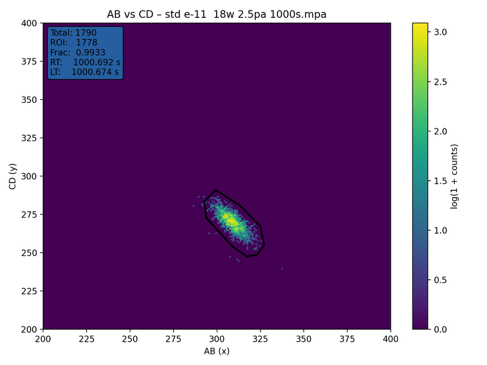 AB vs CD – std e-11  18w 2.5pa 1000s.mpa
Total: 1790
ROI:   1778
Frac:  0.9933
RT:    1000.692 s
LT:    1000.674 s
400
375
350
325
300
275
250
225
200
CD (y)
200
225
250
275
300
325
350
375
400
AB (x)
3.0
2.5
2.0
1.5
1.0
0.5
0.0
log(1 + counts)